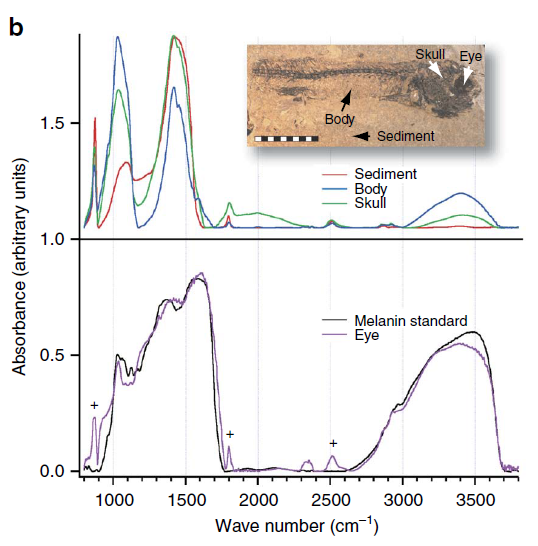 b
Skull Eye
Body
Sediment
Sediment
Body
Skull
1.5
1.0
Absorbance (arbitrary units)
Melanin standard
Eye
0.5
+ + +
0.0
1000 1500 2000 2500 3000 3500
Wave number (cm⁻¹)